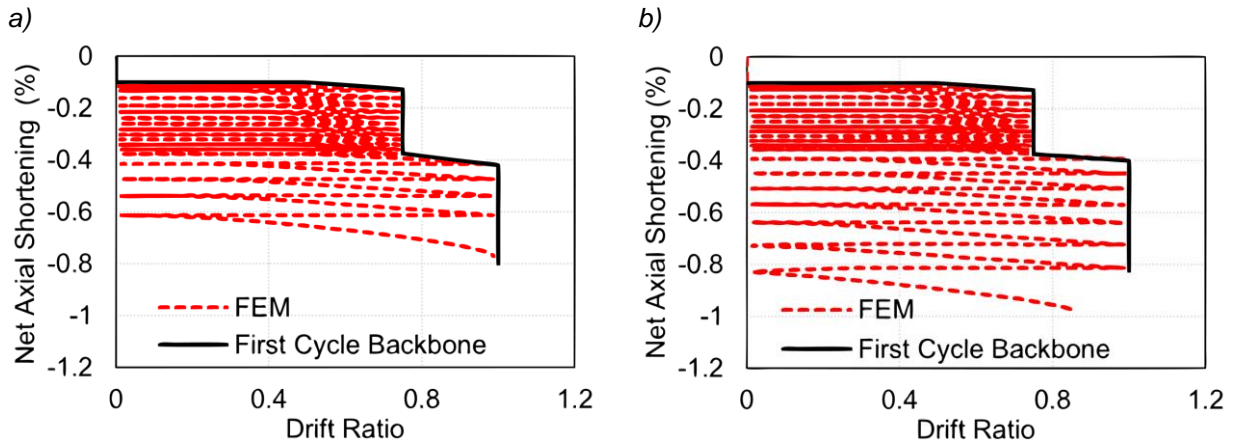 a)
0
-0.2
-0.4
-0.6
-0.8
-1
-1.2
Net Axial Shortening (%)
FEM
First Cycle Backbone
0 0.4 0.8 1.2
Drift Ratio
b)
0
-0.2
-0.4
-0.6
-0.8
-1
-1.2
Net Axial Shortening (%)
FEM
First Cycle Backbone
0 0.4 0.8 1.2
Drift Ratio